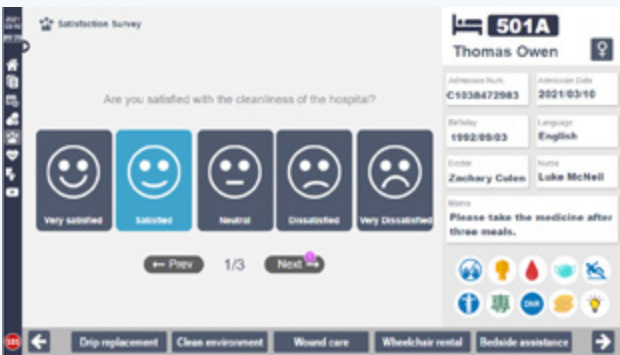 Satisfaction Survey
Are you satisfied with the cleanliness of the hospital?
Very satisfied
Satisfied
Neutral
Dissatisfied
Very Dissatisfied
← Prev
1/3
Next →
501A
Thomas Owen
Admission Num
Admission Date
C1038472983
2021/03/10
Birthday
Language
1992/09/03
English
Doctor
Nurse
Zachary Culen
Luke McNeil
Memo
Please take the medicine after
three meals.
DNR
SOS
Drip replacement
Clean environment
Wound care
Wheelchair rental
Bedside assistance